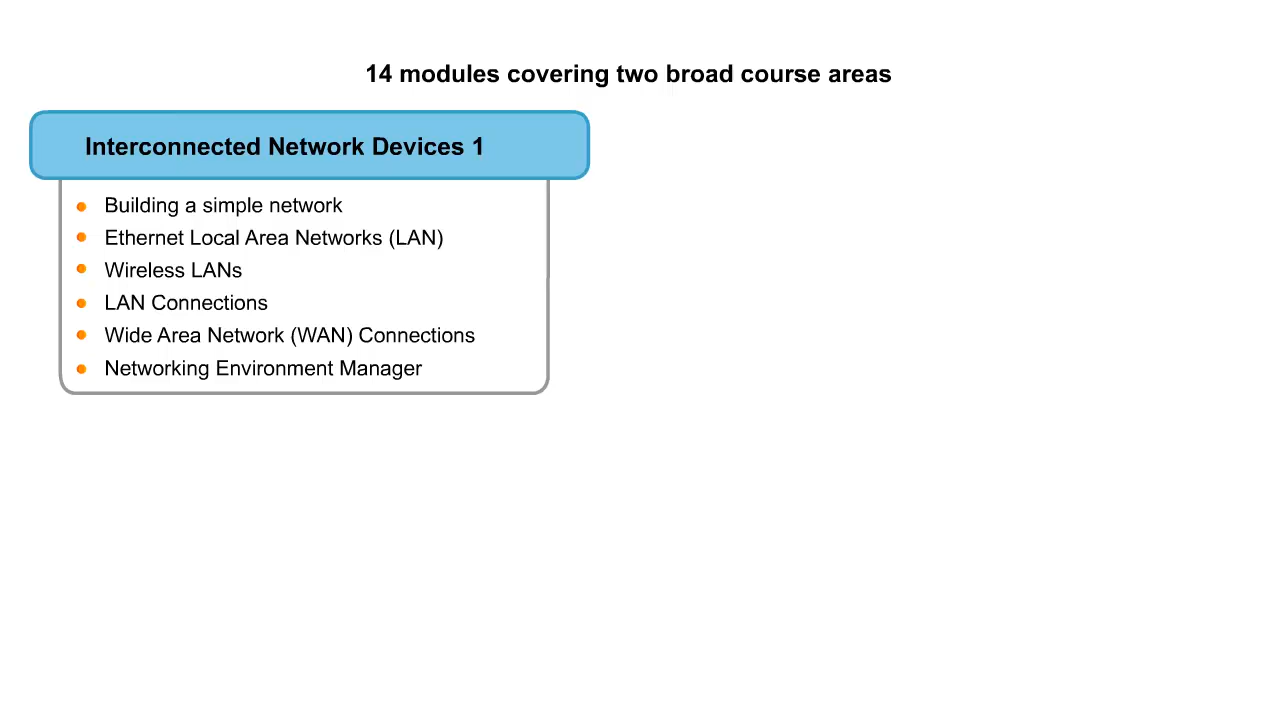 14 modules covering two broad course areas
Interconnected Network Devices 1
Building a simple network
Ethernet Local Area Networks (LAN)
Wireless LANs
LAN Connections
Wide Area Network (WAN) Connections
Networking Environment Manager